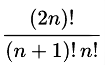 (2n)!
(n + 1)! n!